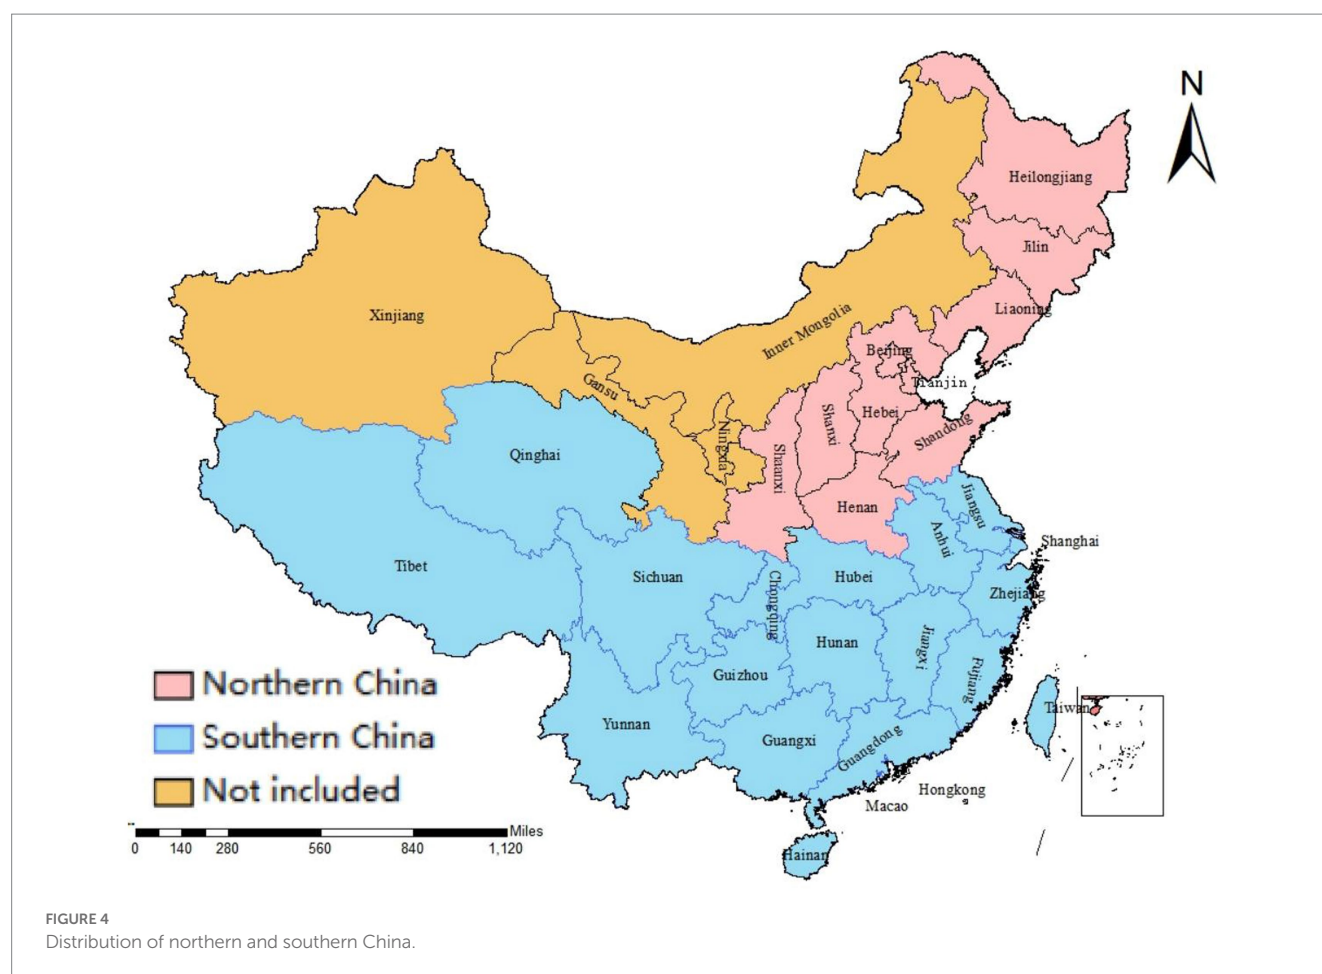 N
Heilongjiang
Jilin
Liaoning
Xinjiang
Inner Mongolia
Beijing
Tianjin
Gansu
Hebei
Shanxi
Shandong
Ningxia
Shaanxi
Qinghai
Henan
Jiangsu
Anhui
Shanghai
Tibet
Sichuan
Chongqing
Hubei
Zhejiang
Hunan
Jiangxi
Guizhou
Fujiang
Northern China
Taiwan
Yunnan
Guangxi
Guangdong
Southern China
Hongkong
Macao
Not included
Miles
0 140 280 560 840 1,120
Hainan
FIGURE 4
Distribution of northern and southern China.